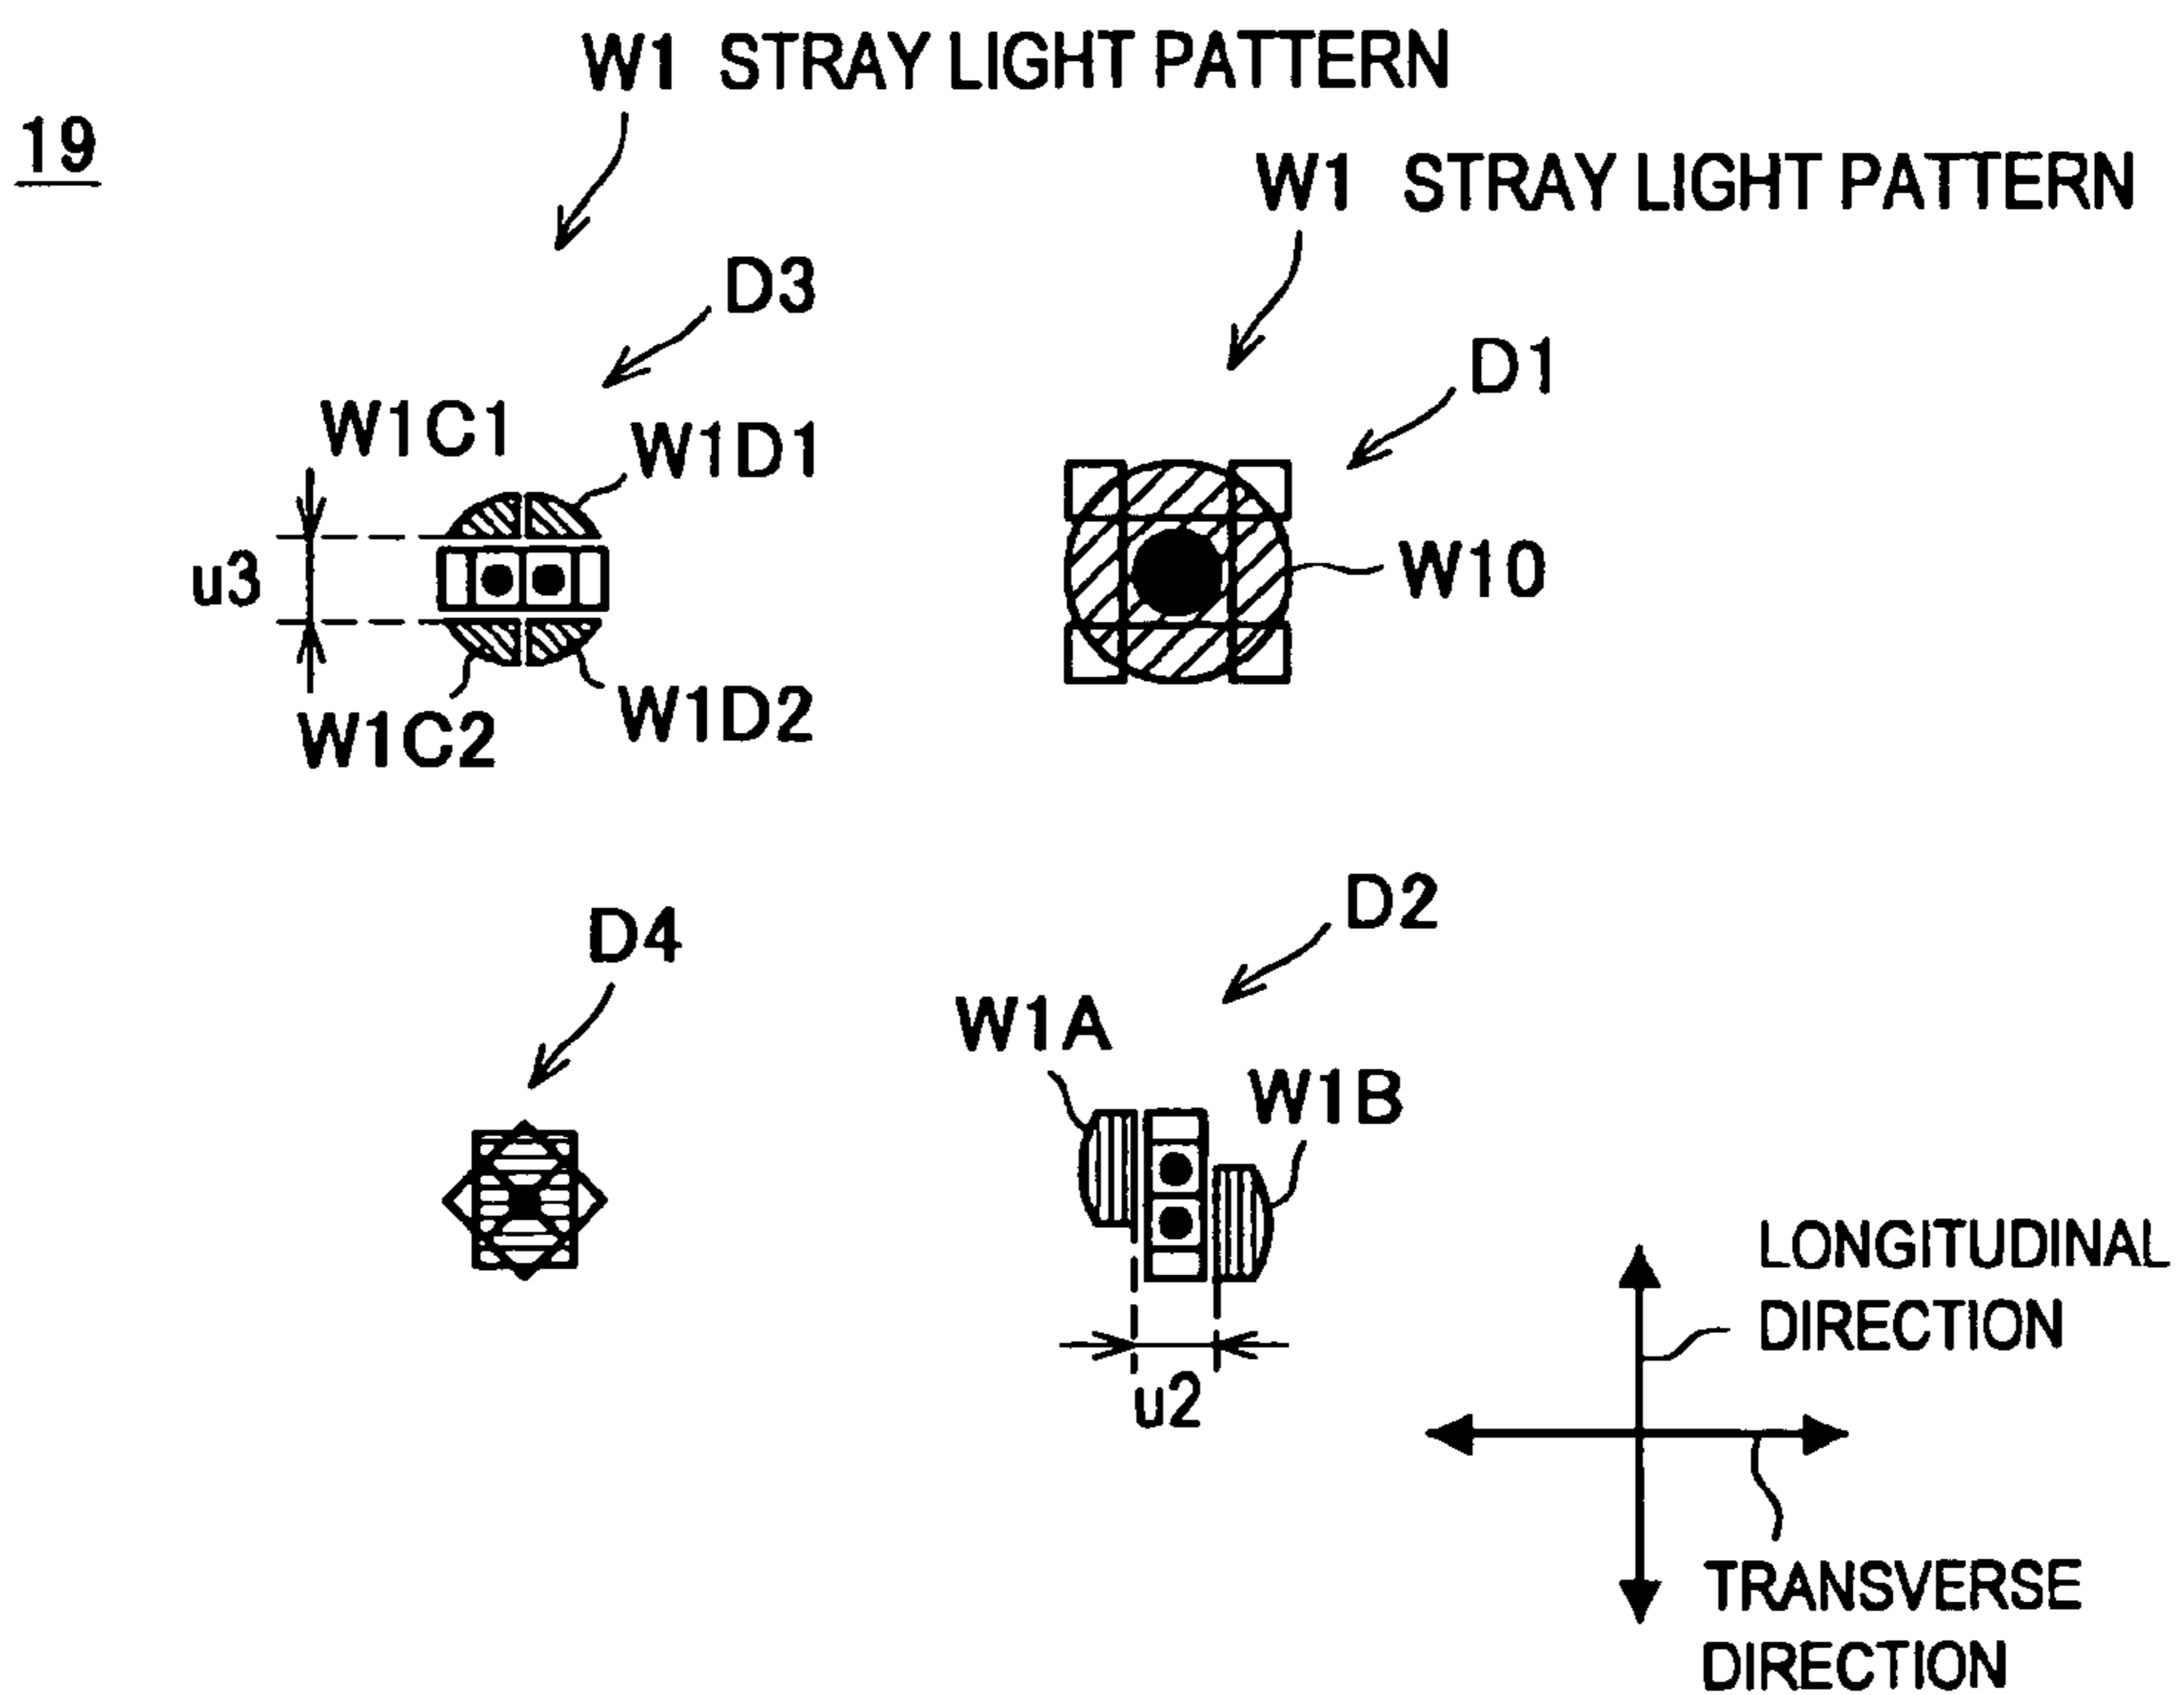 W1 STRAY LIGHT PATTERN
19
W1 STRAY LIGHT PATTERN
D3
D1
W1C1
W1D1
u3
W10
W1C2
W1D2
D4
D2
W1A
W1B
u2
LONGITUDINAL
DIRECTION
TRANSVERSE
DIRECTION